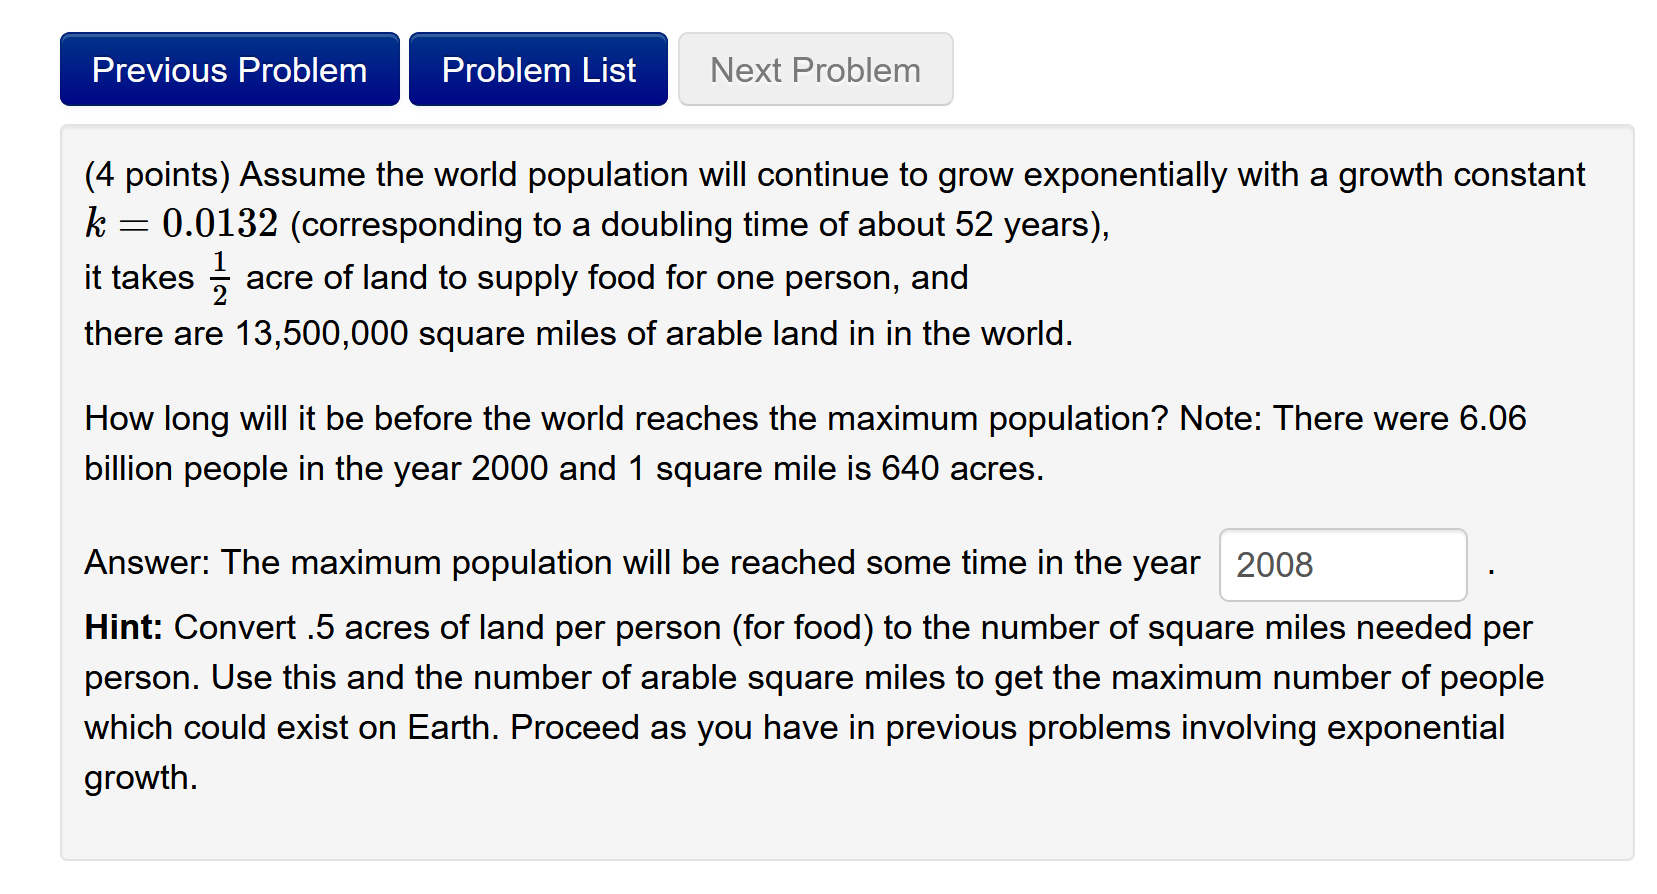 Previous Problem Problem List Next Problem
(4 points) Assume the world population will continue to grow exponentially with a growth constant
k = 0.0132 (corresponding to a doubling time of about 52 years),
it takes 1/2 acre of land to supply food for one person, and
there are 13,500,000 square miles of arable land in in the world.
How long will it be before the world reaches the maximum population? Note: There were 6.06
billion people in the year 2000 and 1 square mile is 640 acres.
Answer: The maximum population will be reached some time in the year 2008 .
Hint: Convert .5 acres of land per person (for food) to the number of square miles needed per
person. Use this and the number of arable square miles to get the maximum number of people
which could exist on Earth. Proceed as you have in previous problems involving exponential
growth.